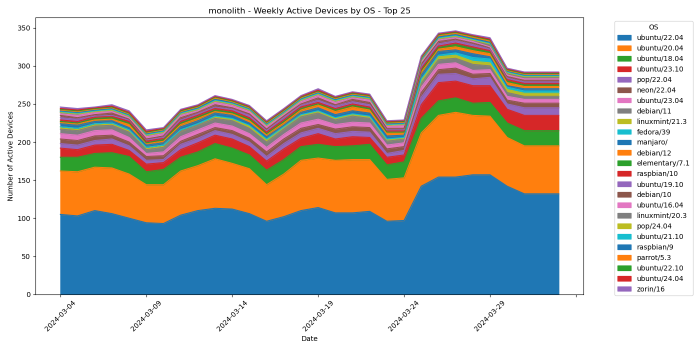 monolith - Weekly Active Devices by OS - Top 25
Number of Active Devices
350
300
250
200
150
100
50
0
2024-03-04
2024-03-09
2024-03-14
2024-03-19
2024-03-24
2024-03-29
Date
OS
ubuntu/22.04
ubuntu/20.04
ubuntu/18.04
ubuntu/23.10
pop/22.04
neon/22.04
ubuntu/23.04
debian/11
linuxmint/21.3
fedora/39
manjaro/
debian/12
elementary/7.1
raspbian/10
ubuntu/19.10
debian/10
ubuntu/16.04
linuxmint/20.3
pop/24.04
ubuntu/21.10
raspbian/9
parrot/5.3
ubuntu/22.10
ubuntu/24.04
zorin/16